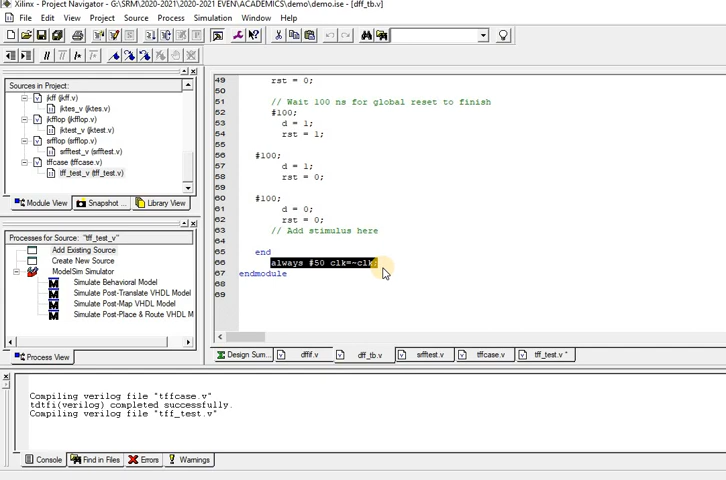 Xilinx - Project Navigator - G:\SRM\2020-2021 EVEN\ACADEMICS\demo\demo.ise - [dff_tb.v]
File Edit View Project Source Process Simulation Window Help
Sources in Project:
jkff (jkff.v)
jktes_v (jktes.v)
jkfflop (jkfflop.v)
jktest_v (jktest.v)
srfflop (srfflop.v)
srfftest_v (srfftest.v)
tffcase (tffcase.v)
tff_test_v (tff_test.v)
Module View Snapshot ... Library View
Processes for Source: "tff_test_v"
Add Existing Source
Create New Source
ModelSim Simulator
Simulate Behavioral Model
Simulate Post-Translate VHDL Model
Simulate Post-Map VHDL Model
Simulate Post-Place & Route VHDL M
Process View
49 rst = 0;
50
51 // Wait 100 ns for global reset to finish
52 #100;
53 d = 1;
54 rst = 1;
55
56 #100;
57 d = 1;
58 rst = 0;
59
60 #100;
61 d = 0;
62 rst = 0;
63 // Add stimulus here
64
65 end
66 always #50 clk=~clk;
67 endmodule
68
69
Design Sum... dffif.v dff_tb.v srfftest.v tffcase.v tff_test.v *
Compiling verilog file "tffcase.v"
tdtfi(verilog) completed successfully.
Compiling verilog file "tff_test.v"
Console Find in Files Errors Warnings